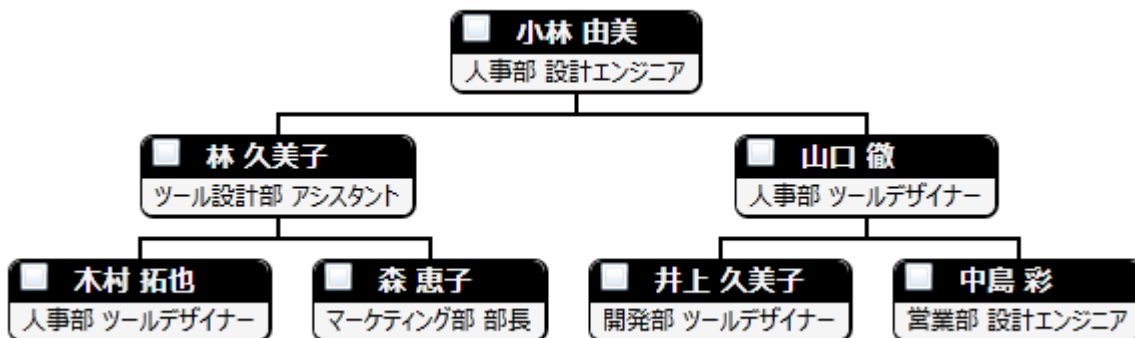 小林 由美
人事部 設計エンジニア
林 久美子
ツール設計部 アシスタント
山口 徹
人事部 ツールデザイナー
木村 拓也
人事部 ツールデザイナー
森 恵子
マーケティング部 部長
井上 久美子
開発部 ツールデザイナー
中島 彩
営業部 設計エンジニア